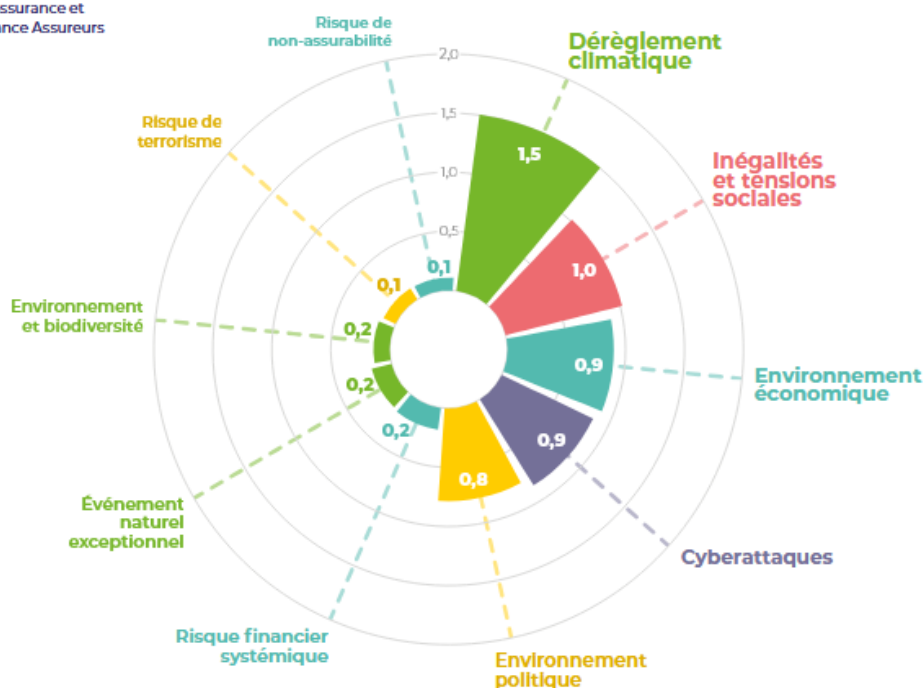 ssurance et
nce Assureurs
Risque de
non-assurabilité
0,1
Dérèglement
climatique
1,5
Inégalités
et tensions
sociales
1,0
Environnement
économique
0,9
Cyberattaques
0,9
Environnement
politique
0,8
Risque financier
systémique
0,2
Événement
naturel
exceptionnel
0,2
Environnement
et biodiversité
0,2
Risque de
terrorisme
0,1
2,0
1,5
1,0
0,5